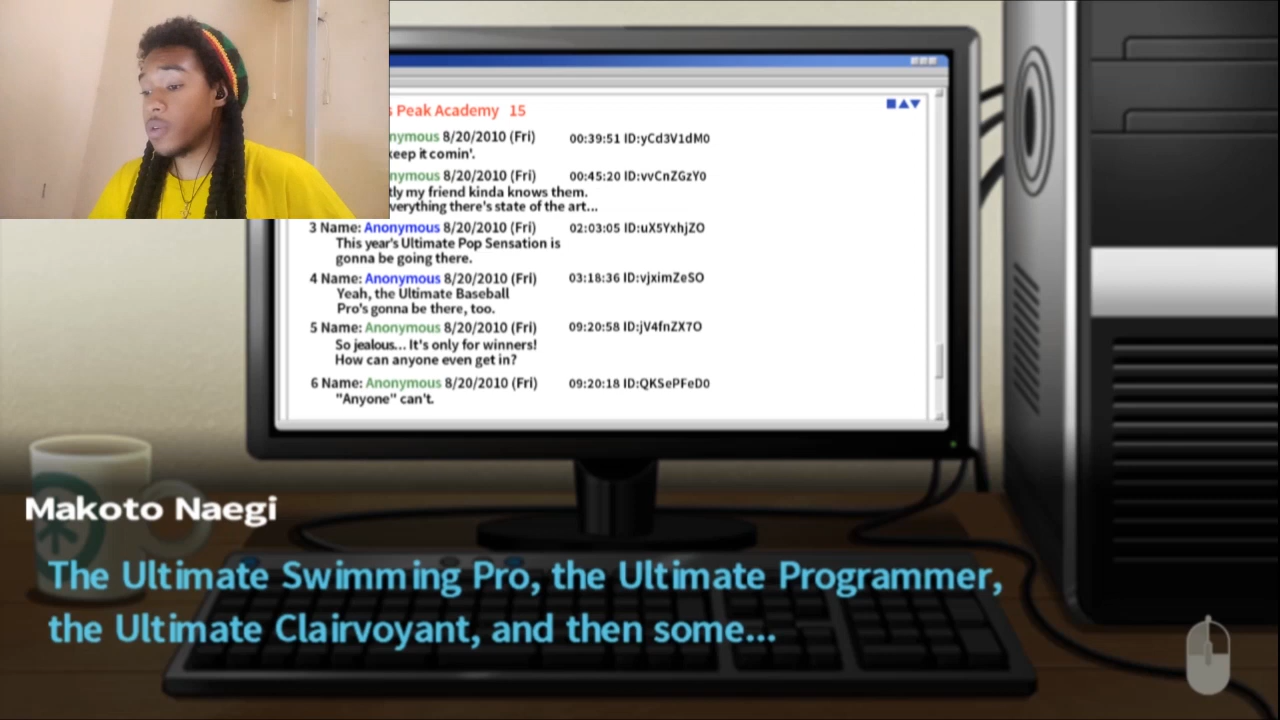 s Peak Academy 15
nymous 8/20/2010 (Fri) 00:39:51 ID:yCd3V1dM0
keep it comin'.
nymous 8/20/2010 (Fri) 00:45:20 ID:vvCnZGzY0
tly my friend kinda knows them.
verything there's state of the art...
3 Name: Anonymous 8/20/2010 (Fri) 02:03:05 ID:uX5YxhjZO
This year's Ultimate Pop Sensation is
gonna be going there.
4 Name: Anonymous 8/20/2010 (Fri) 03:18:36 ID:vjximZeSO
Yeah, the Ultimate Baseball
Pro's gonna be there, too.
5 Name: Anonymous 8/20/2010 (Fri) 09:20:58 ID:jV4fnZX7O
So jealous... It's only for winners!
How can anyone even get in?
6 Name: Anonymous 8/20/2010 (Fri) 09:20:18 ID:QKSePFeD0
"Anyone" can't.
Makoto Naegi
The Ultimate Swimming Pro, the Ultimate Programmer,
the Ultimate Clairvoyant, and then some...